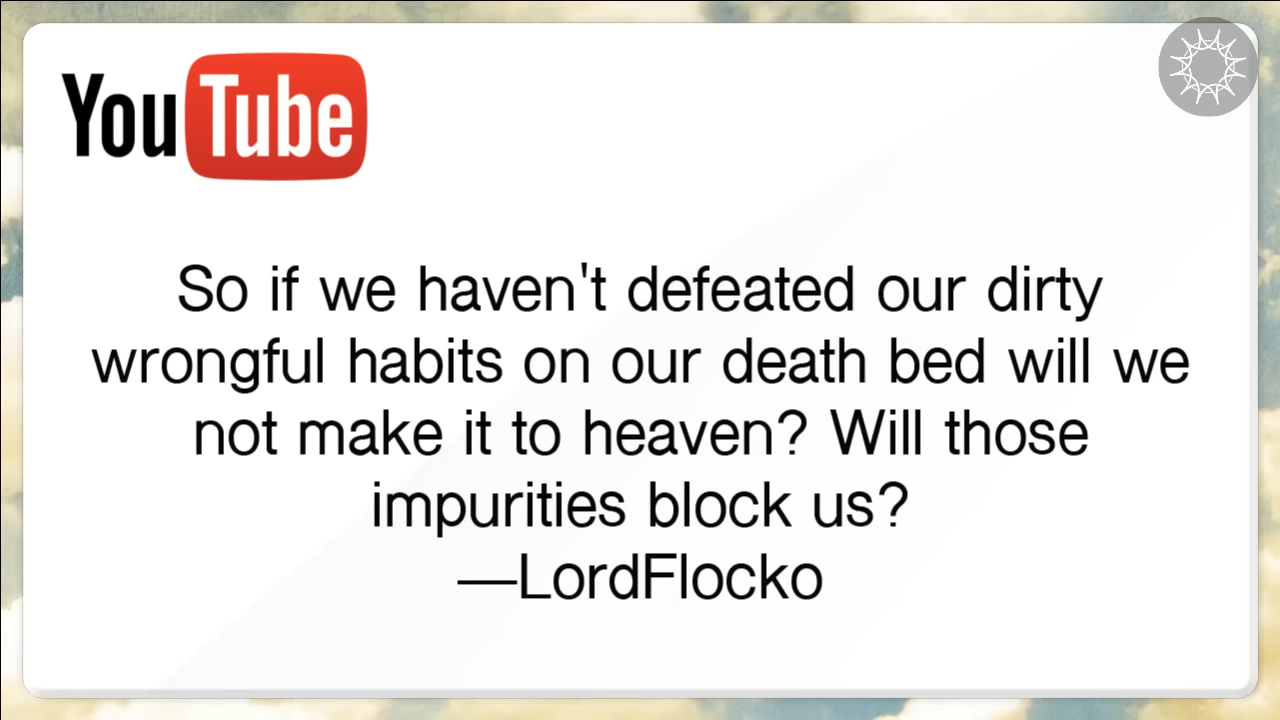 YouTube
So if we haven't defeated our dirty
wrongful habits on our death bed will we
not make it to heaven? Will those
impurities block us?
—LordFlocko